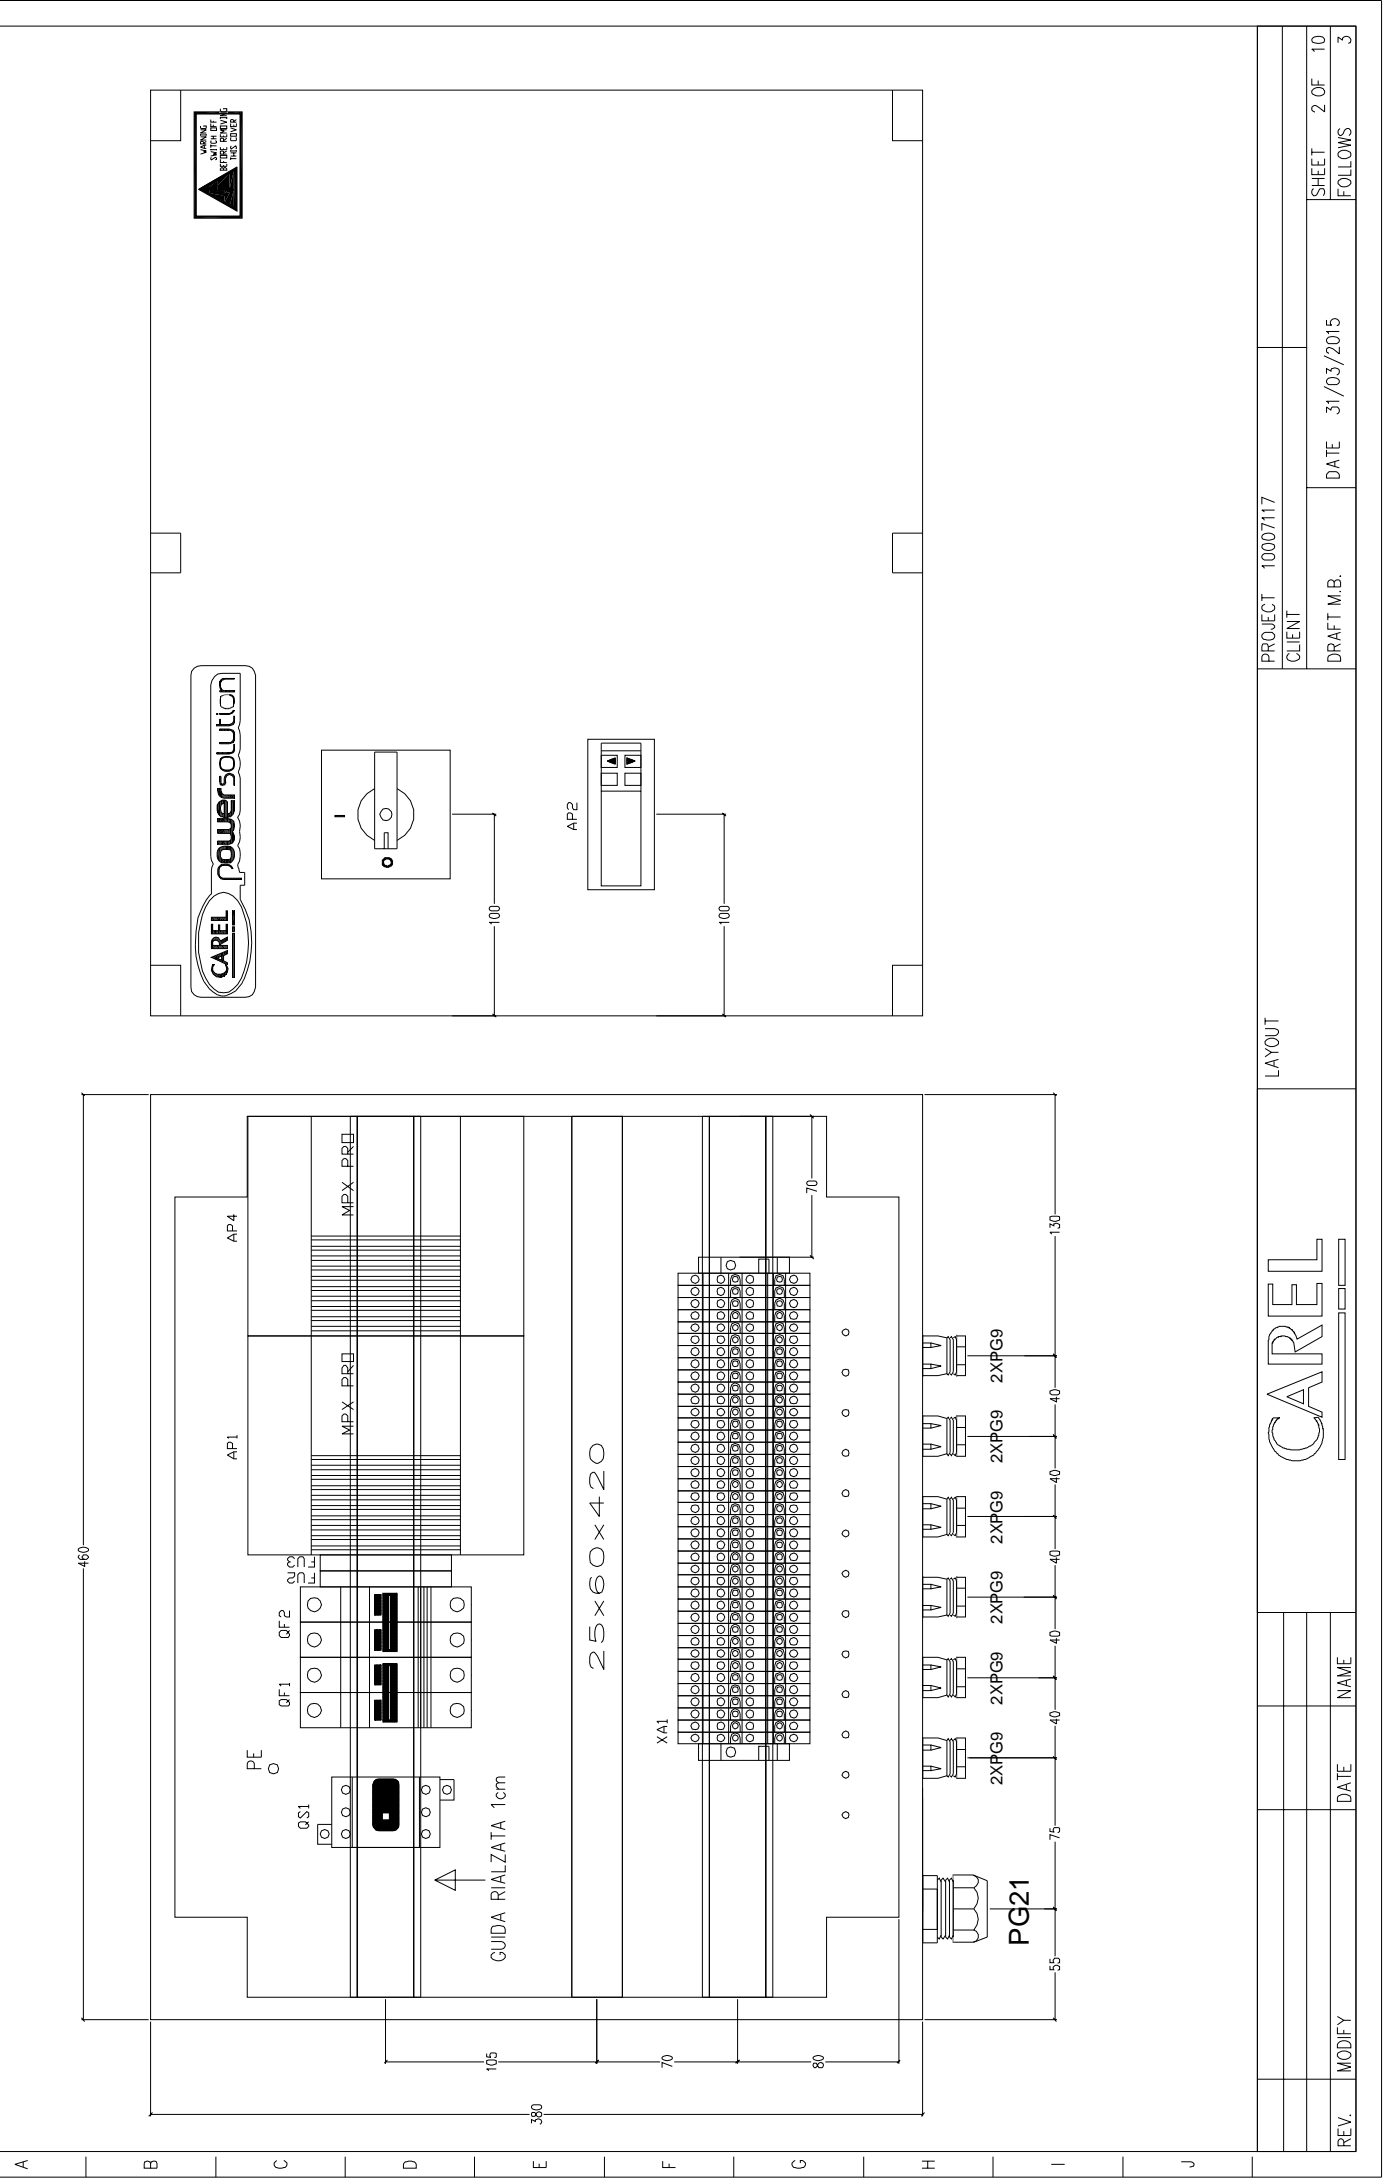 A
B
C
D
E
F
G
H
I
J
460
380
105
70
80
QS1
PE
QF1
QF2
FU2
FU3
AP1
MPX PRO
AP4
MPX PRO
GUIDA RIALZATA 1cm
25x60x420
XA1
70
PG21
2XPG9
2XPG9
2XPG9
2XPG9
2XPG9
2XPG9
55
75
40
40
40
40
40
130
CAREL powersolution
WARNING
SWITCH OFF
BEFORE REMOVING
THIS COVER
I
O
100
AP2
100
REV.
MODIFY
DATE
NAME
CAREL
LAYOUT
PROJECT 10007117
CLIENT
DRAFT M.B.
DATE 31/03/2015
SHEET 2 OF 10
FOLLOWS 3